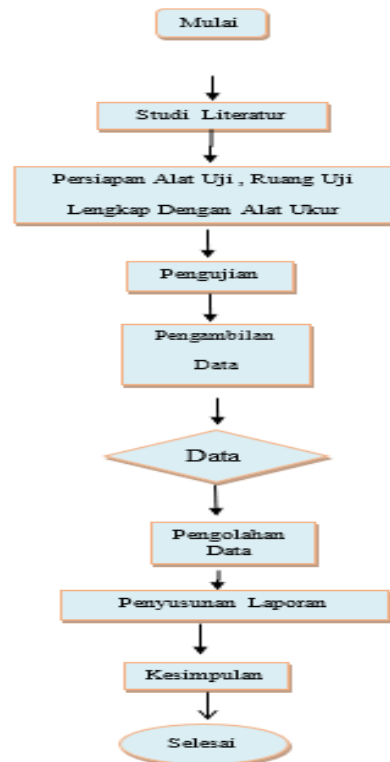 Mulai
Studi Literatur
Persiapan Alat Uji , Ruang Uji
Lengkap Dengan Alat Ukur
Pengujian
Pengambilan
Data
Data
Pengolahan
Data
Penyusunan Laporan
Kesimpulan
Selesai